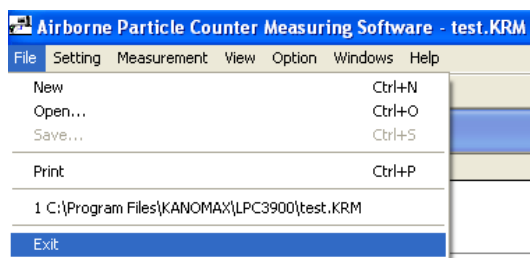 Airborne Particle Counter Measuring Software - test.KRM
File Setting Measurement View Option Windows Help
New Ctrl+N
Open... Ctrl+O
Save... Ctrl+S
Print Ctrl+P
1 C:\Program Files\KANOMAX\LPC3900\test.KRM
Exit